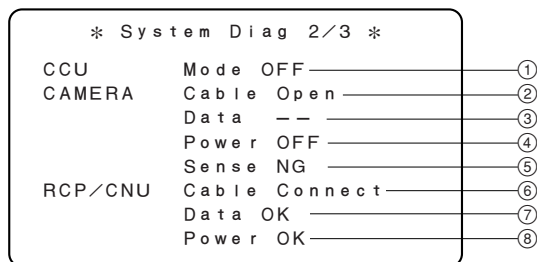 * System Diag 2/3 *
CCU Mode OFF ①
CAMERA Cable Open ②
Data -- ③
Power OFF ④
Sense NG ⑤
RCP/CNU Cable Connect ⑥
Data OK ⑦
Power OK ⑧